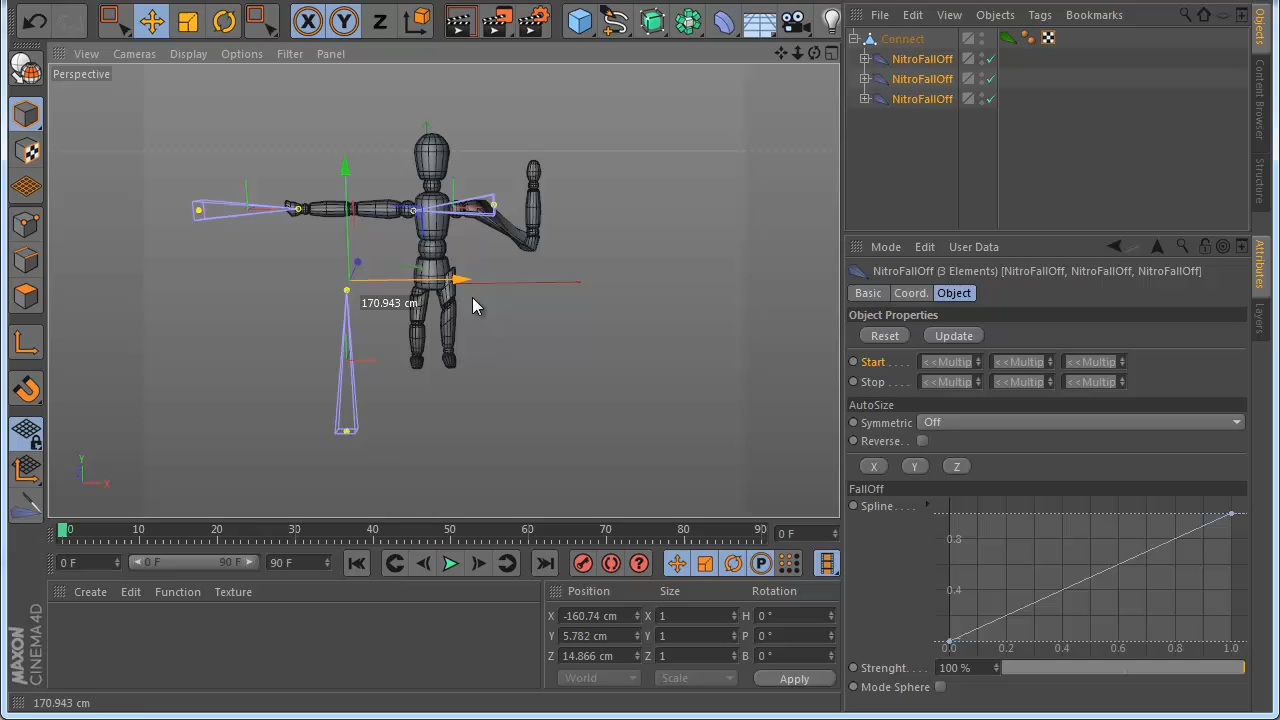 X Y Z
File Edit View Objects Tags Bookmarks
View Cameras Display Options Filter Panel
Perspective
Connect
NitroFallOff
NitroFallOff
NitroFallOff
Objects
Content Browser
Structure
170.943 cm
Y
X
Mode Edit User Data
NitroFallOff (3 Elements) [NitroFallOff, NitroFallOff, NitroFallOff]
Basic Coord. Object
Object Properties
Reset Update
Start . . . . <<Multip <<Multip <<Multip
Stop . . . . . <<Multip <<Multip <<Multip
AutoSize
Symmetric Off
Reverse. .
X Y Z
FallOff
Spline. . . .
0.8
0.4
0.0 0.2 0.4 0.6 0.8 1.0
Strenght. . . . 100 %
Mode Sphere
Attributes
Layers
0 10 20 30 40 50 60 70 80 90 0 F
0 F 0 F 90 F 90 F
Create Edit Function Texture
Position Size Rotation
X -160.74 cm X 1 H 0 °
Y 5.782 cm Y 1 P 0 °
Z 14.866 cm Z 1 B 0 °
World Scale Apply
MAXON
CINEMA 4D
170.943 cm